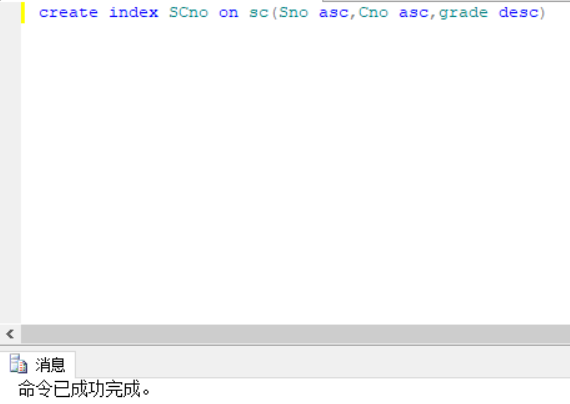 create index SCno on sc(Sno asc,Cno asc,grade desc)
消息
命令已成功完成。